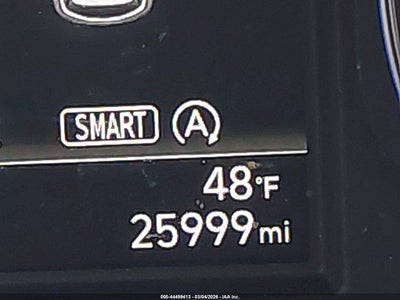 SMART A
48°F
25999 mi
000-44499413 - 03/04/2026 - IAA Inc.